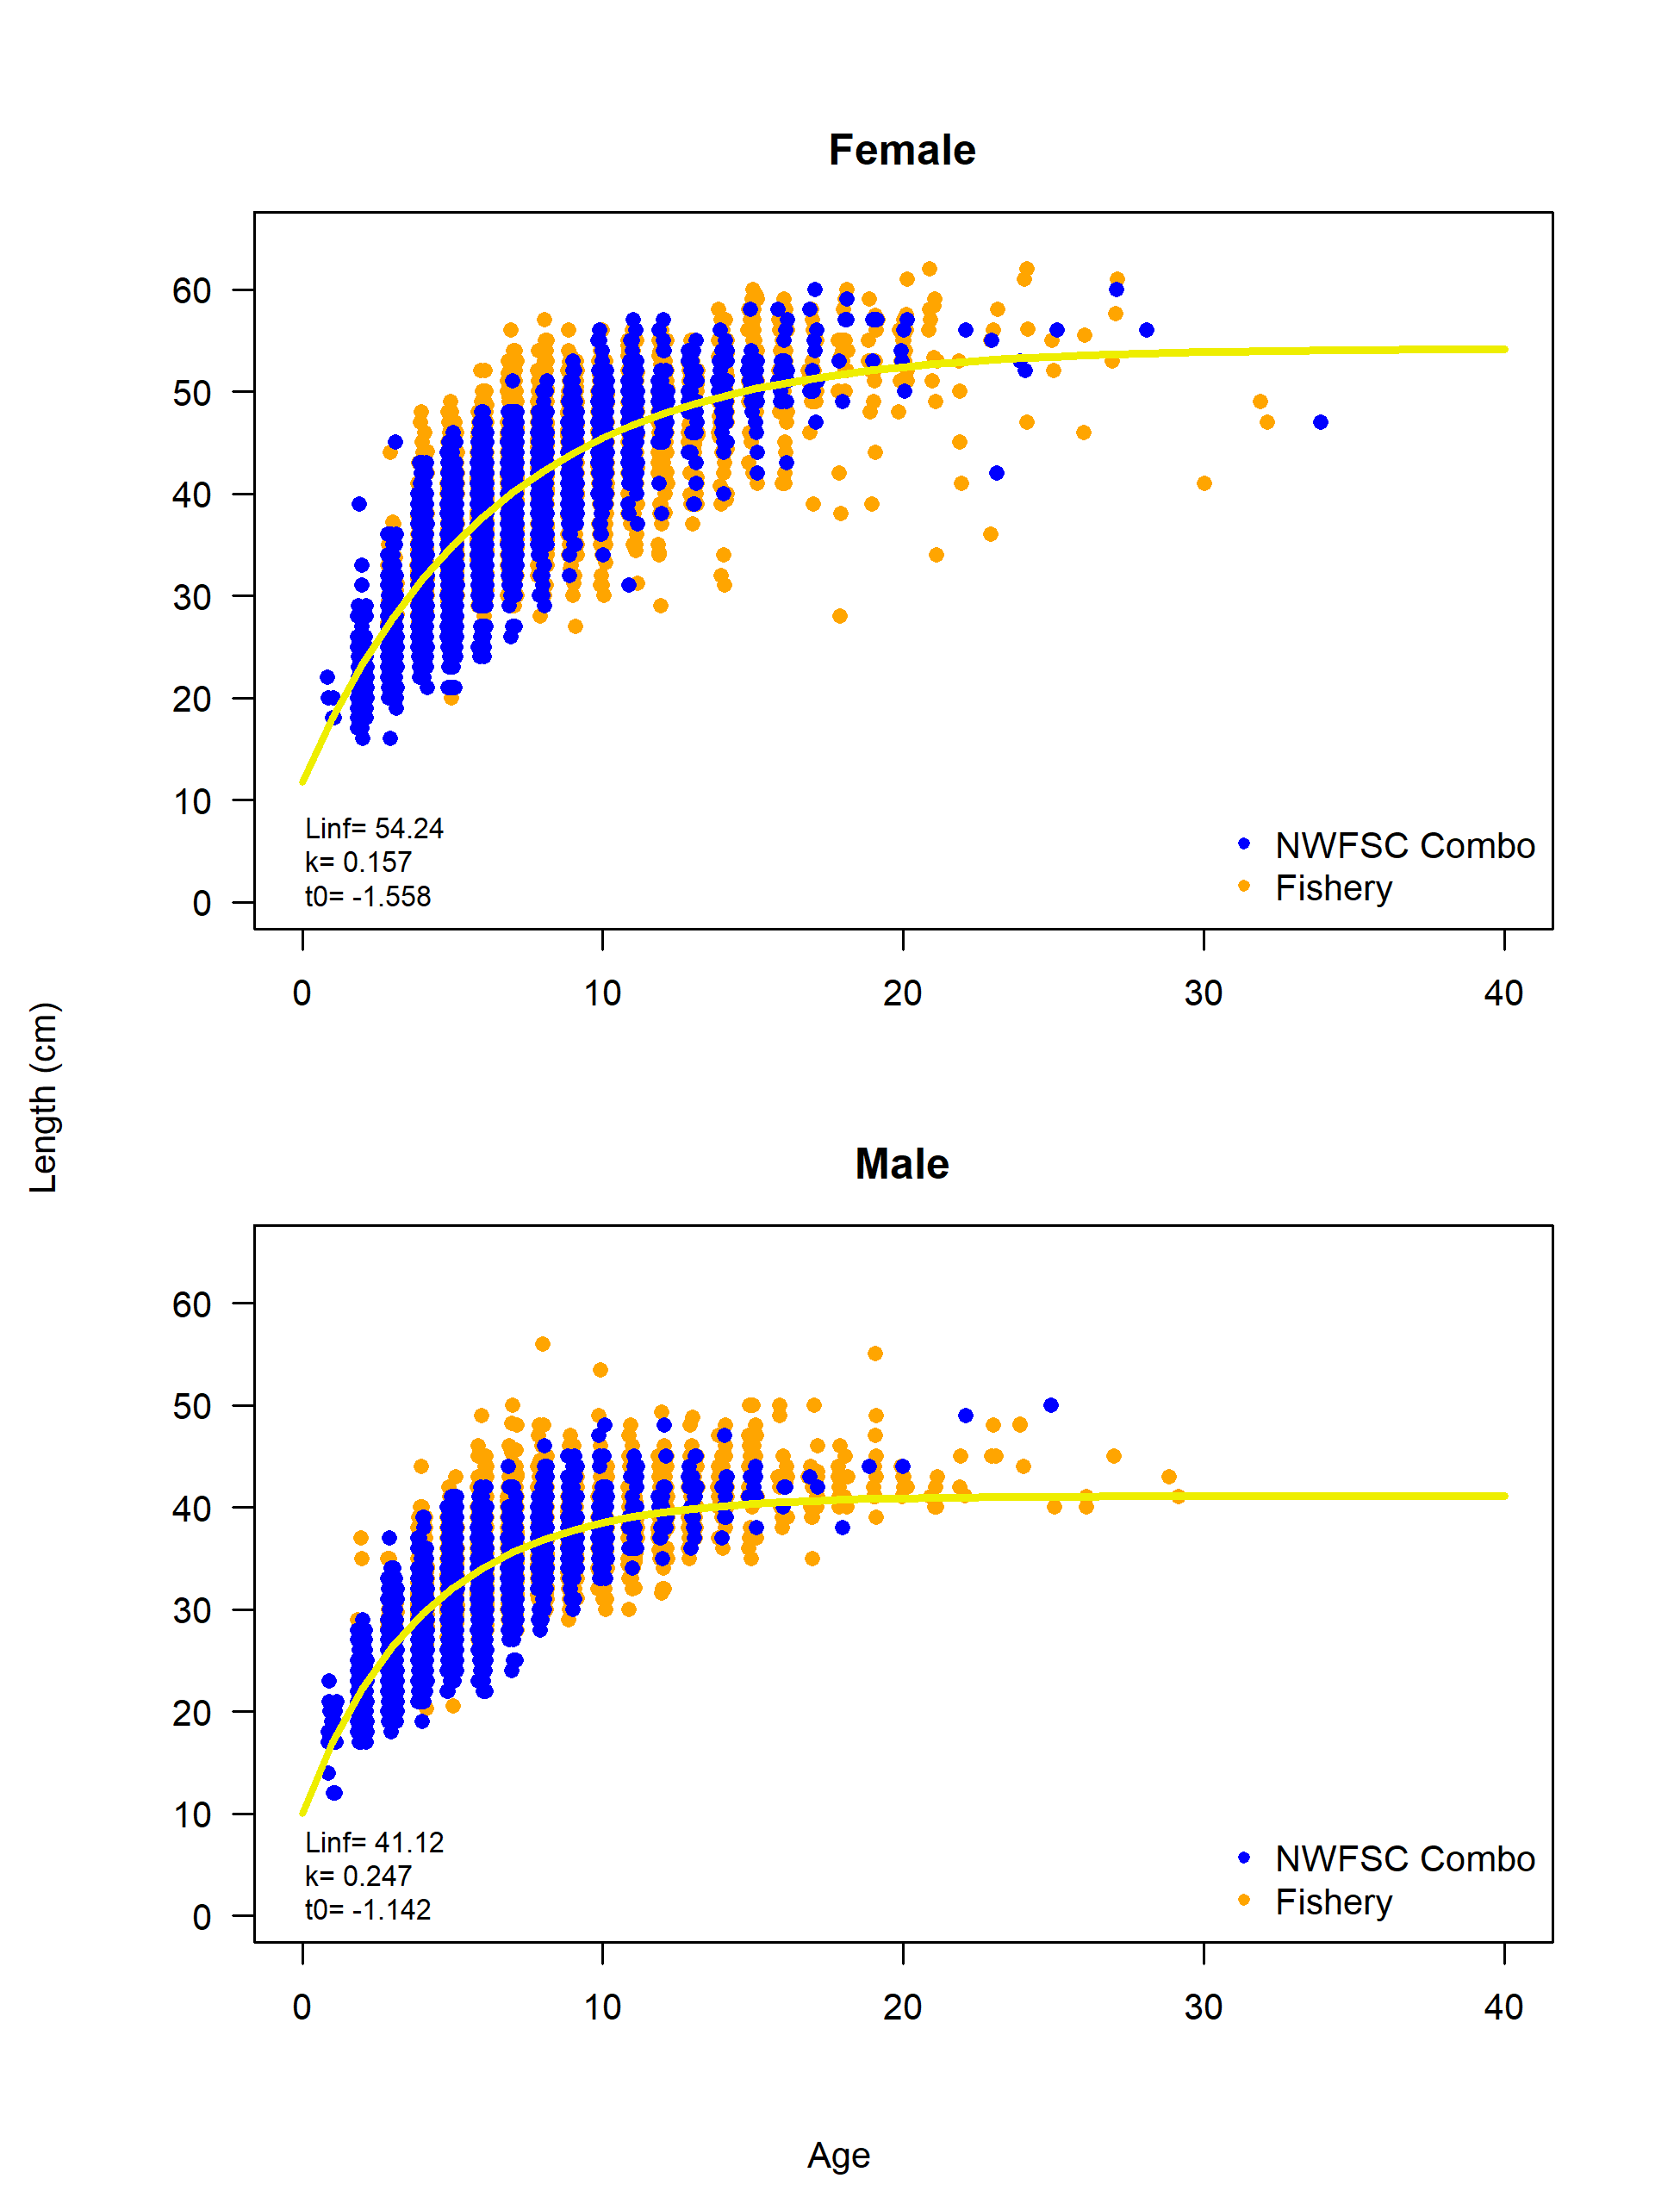 Female
60
50
40
30
20
10
0
Linf= 54.24
k= 0.157
t0= -1.558
NWFSC Combo
Fishery
0 10 20 30 40
Length (cm)
Male
60
50
40
30
20
10
0
Linf= 41.12
k= 0.247
t0= -1.142
NWFSC Combo
Fishery
0 10 20 30 40
Age